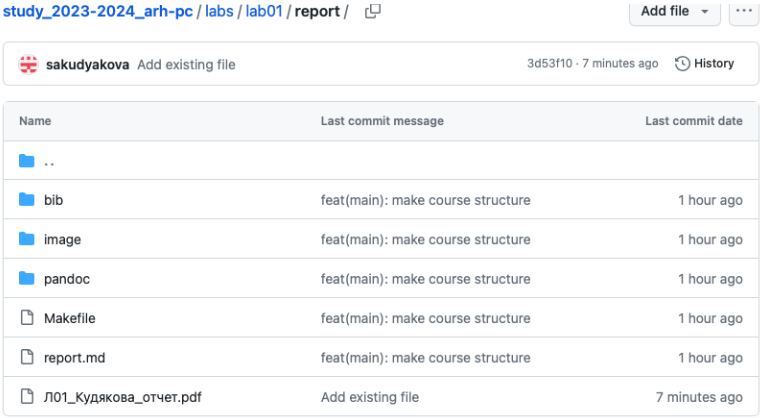 study_2023-2024_arh-pc / labs / lab01 / report / Add file ...
sakudyakova Add existing file 3d53f10 · 7 minutes ago History
Name Last commit message Last commit date
..
bib feat(main): make course structure 1 hour ago
image feat(main): make course structure 1 hour ago
pandoc feat(main): make course structure 1 hour ago
Makefile feat(main): make course structure 1 hour ago
report.md feat(main): make course structure 1 hour ago
Л01_Кудякова_отчет.pdf Add existing file 7 minutes ago